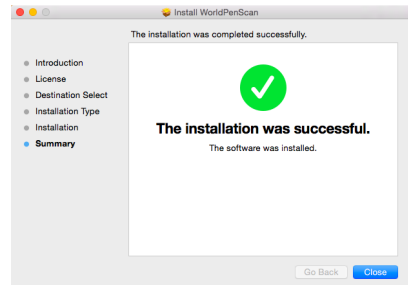 Install WorldPenScan
The installation was completed successfully.
Introduction
License
Destination Select
Installation Type
Installation
Summary
The installation was successful.
The software was installed.
Go Back
Close